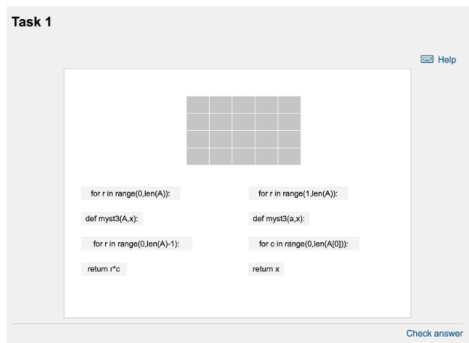 Task 1
Help
for r in range(0,len(A)):
for r in range(1,len(A)):
def myst3(A,x):
def myst3(a,x):
for r in range(0,len(A)-1):
for c in range(0,len(A[0])):
return r*c
return x
Check answer